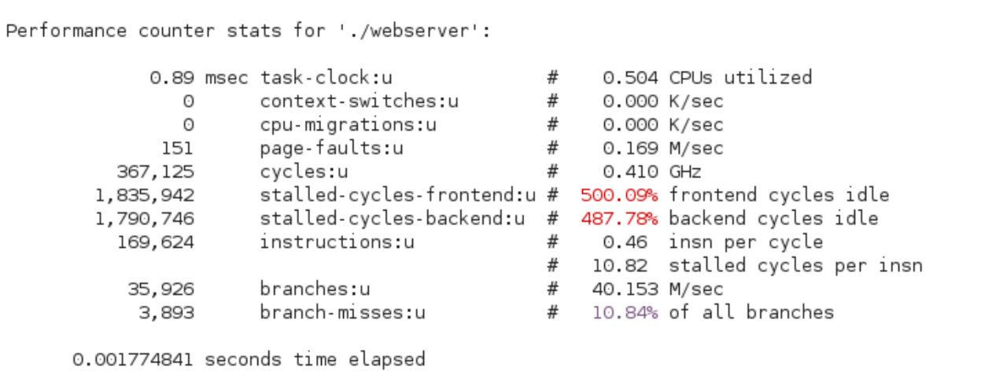 Performance counter stats for './webserver':
0.89 msec task-clock:u # 0.504 CPUs utilized
0 context-switches:u # 0.000 K/sec
0 cpu-migrations:u # 0.000 K/sec
151 page-faults:u # 0.169 M/sec
367,125 cycles:u # 0.410 GHz
1,835,942 stalled-cycles-frontend:u # 500.09% frontend cycles idle
1,790,746 stalled-cycles-backend:u # 487.78% backend cycles idle
169,624 instructions:u # 0.46 insn per cycle
# 10.82 stalled cycles per insn
35,926 branches:u # 40.153 M/sec
3,893 branch-misses:u # 10.84% of all branches
0.001774841 seconds time elapsed